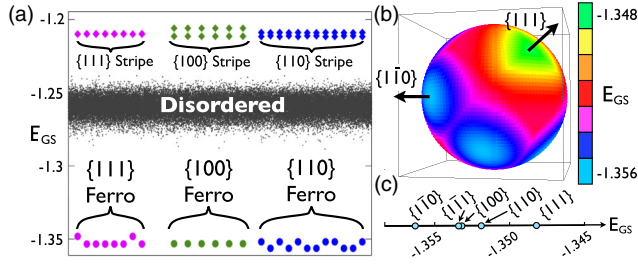 (a)
-1.2
{111} Stripe {100} Stripe {110} Stripe
-1.25
Disordered
E_GS
-1.3
{111} {100} {110}
Ferro Ferro Ferro
-1.35
(b)
{111}
{11̄0}
-1.348
E_GS
-1.356
(c)
{11̄0} {11̄1} {100} {110} {111}
E_GS
-1.355 -1.350 -1.345